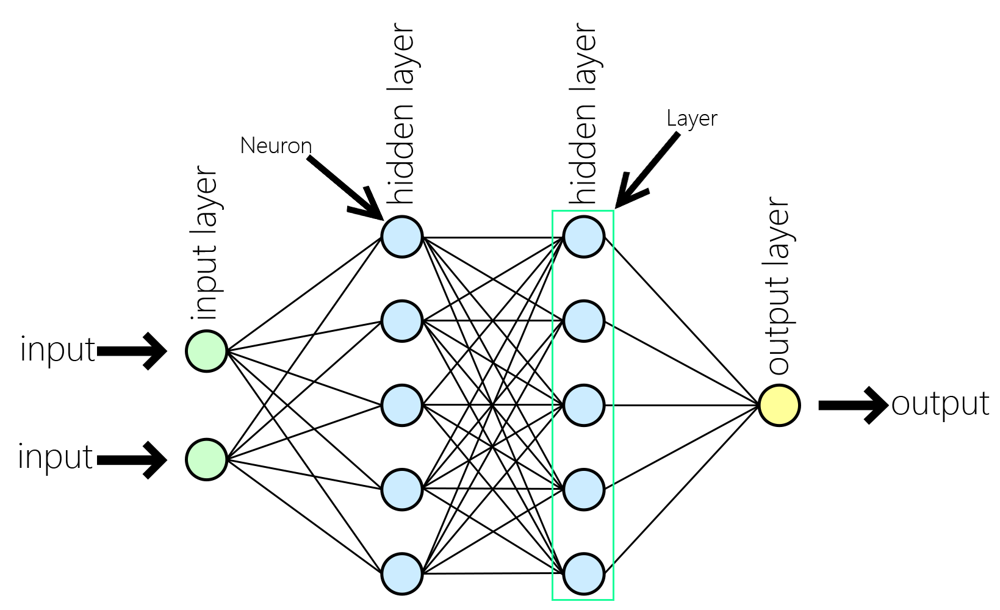 hidden layer
hidden layer
Layer
Neuron
input layer
output layer
input
output
input